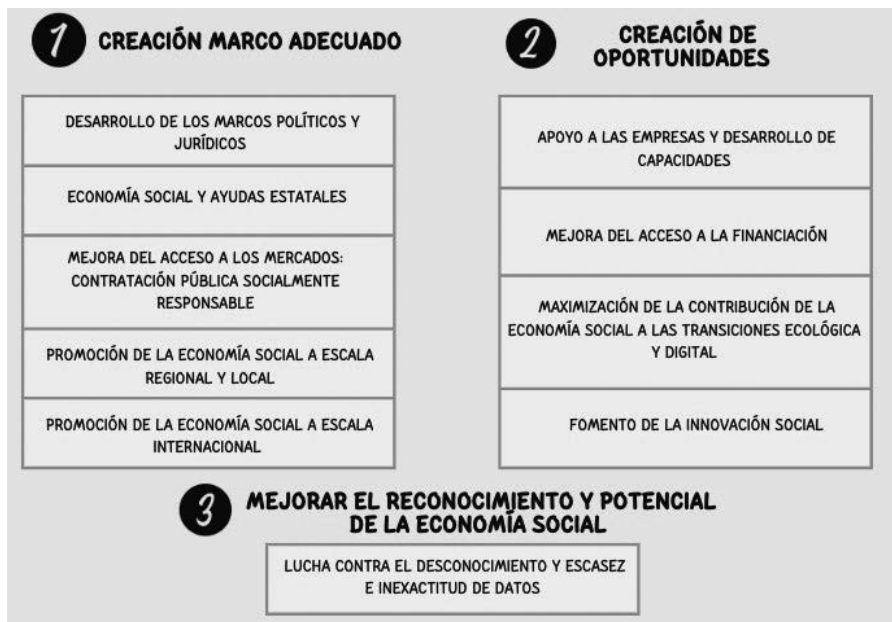 1 CREACIÓN MARCO ADECUADO
DESARROLLO DE LOS MARCOS POLÍTICOS Y
JURÍDICOS
ECONOMÍA SOCIAL Y AYUDAS ESTATALES
MEJORA DEL ACCESO A LOS MERCADOS:
CONTRATACIÓN PÚBLICA SOCIALMENTE
RESPONSABLE
PROMOCIÓN DE LA ECONOMÍA SOCIAL A ESCALA
REGIONAL Y LOCAL
PROMOCIÓN DE LA ECONOMÍA SOCIAL A ESCALA
INTERNACIONAL
2 CREACIÓN DE
OPORTUNIDADES
APOYO A LAS EMPRESAS Y DESARROLLO DE
CAPACIDADES
MEJORA DEL ACCESO A LA FINANCIACIÓN
MAXIMIZACIÓN DE LA CONTRIBUCIÓN DE LA
ECONOMÍA SOCIAL A LAS TRANSICIONES ECOLÓGICA
Y DIGITAL
FOMENTO DE LA INNOVACIÓN SOCIAL
3 MEJORAR EL RECONOCIMIENTO Y POTENCIAL
DE LA ECONOMÍA SOCIAL
LUCHA CONTRA EL DESCONOCIMIENTO Y ESCASEZ
E INEXACTITUD DE DATOS